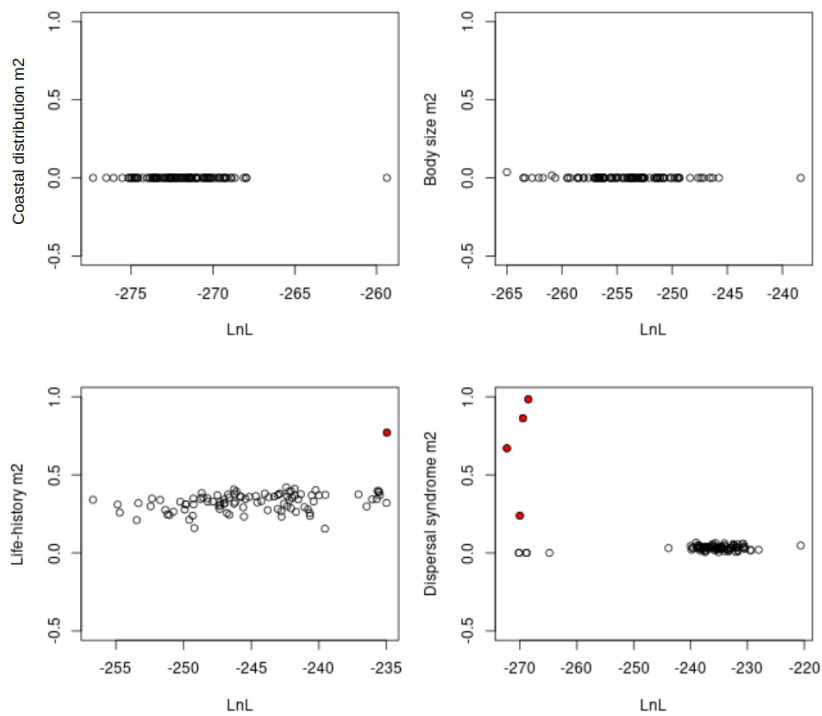 Coastal distribution m2
1.0
0.5
0.0
-0.5
-275 -270 -265 -260
LnL
Body size m2
1.0
0.5
0.0
-0.5
-265 -260 -255 -250 -245 -240
LnL
Life-history m2
1.0
0.5
0.0
-0.5
-255 -250 -245 -240 -235
LnL
Dispersal syndrome m2
1.0
0.5
0.0
-0.5
-270 -260 -250 -240 -230 -220
LnL